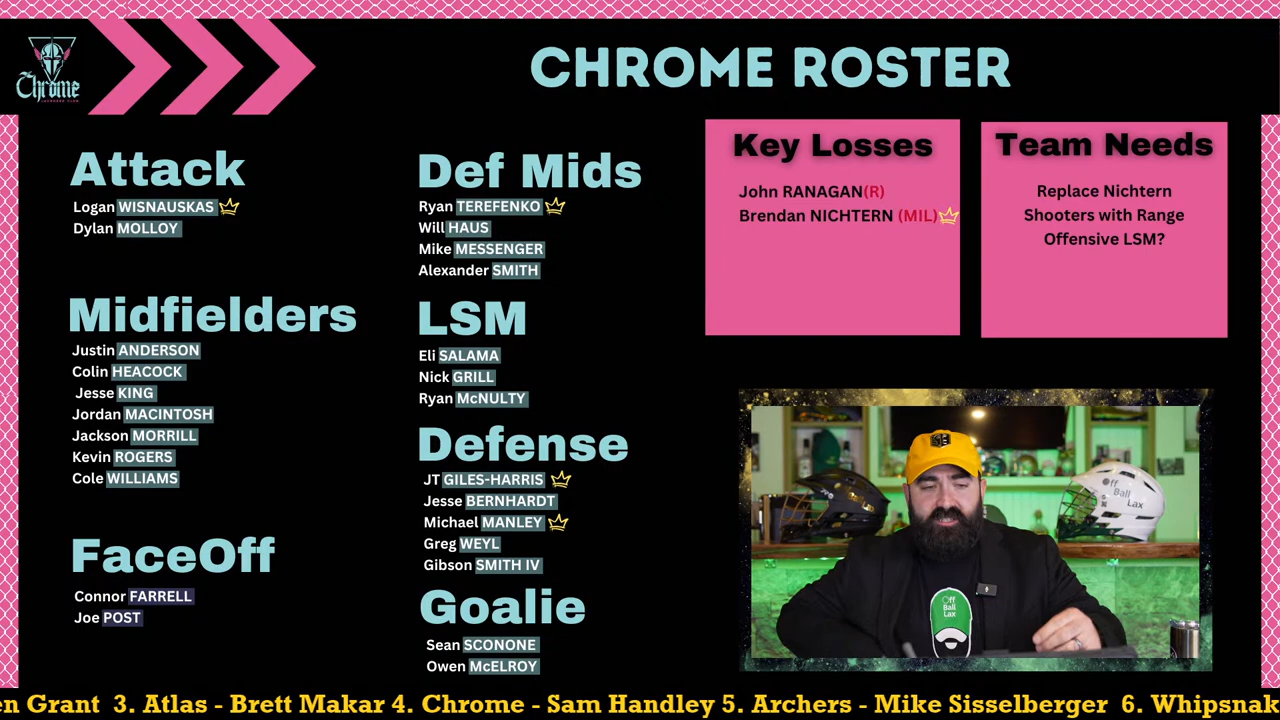 Chrome
LACROSSE CLUB
CHROME ROSTER
Attack
Logan WISNAUSKAS
Dylan MOLLOY
Midfielders
Justin ANDERSON
Colin HEACOCK
Jesse KING
Jordan MACINTOSH
Jackson MORRILL
Kevin ROGERS
Cole WILLIAMS
FaceOff
Connor FARRELL
Joe POST
Def Mids
Ryan TEREFENKO
Will HAUS
Mike MESSENGER
Alexander SMITH
LSM
Eli SALAMA
Nick GRILL
Ryan McNULTY
Defense
JT GILES-HARRIS
Jesse BERNHARDT
Michael MANLEY
Greg WEYL
Gibson SMITH IV
Goalie
Sean SCONONE
Owen McELROY
Key Losses
John RANAGAN(R)
Brendan NICHTERN (MIL)
Team Needs
Replace Nichtern
Shooters with Range
Offensive LSM?
Off
Ball
Lax
Off
Ball
Lax
en Grant 3. Atlas - Brett Makar 4. Chrome - Sam Handley 5. Archers - Mike Sisselberger 6. Whipsnak